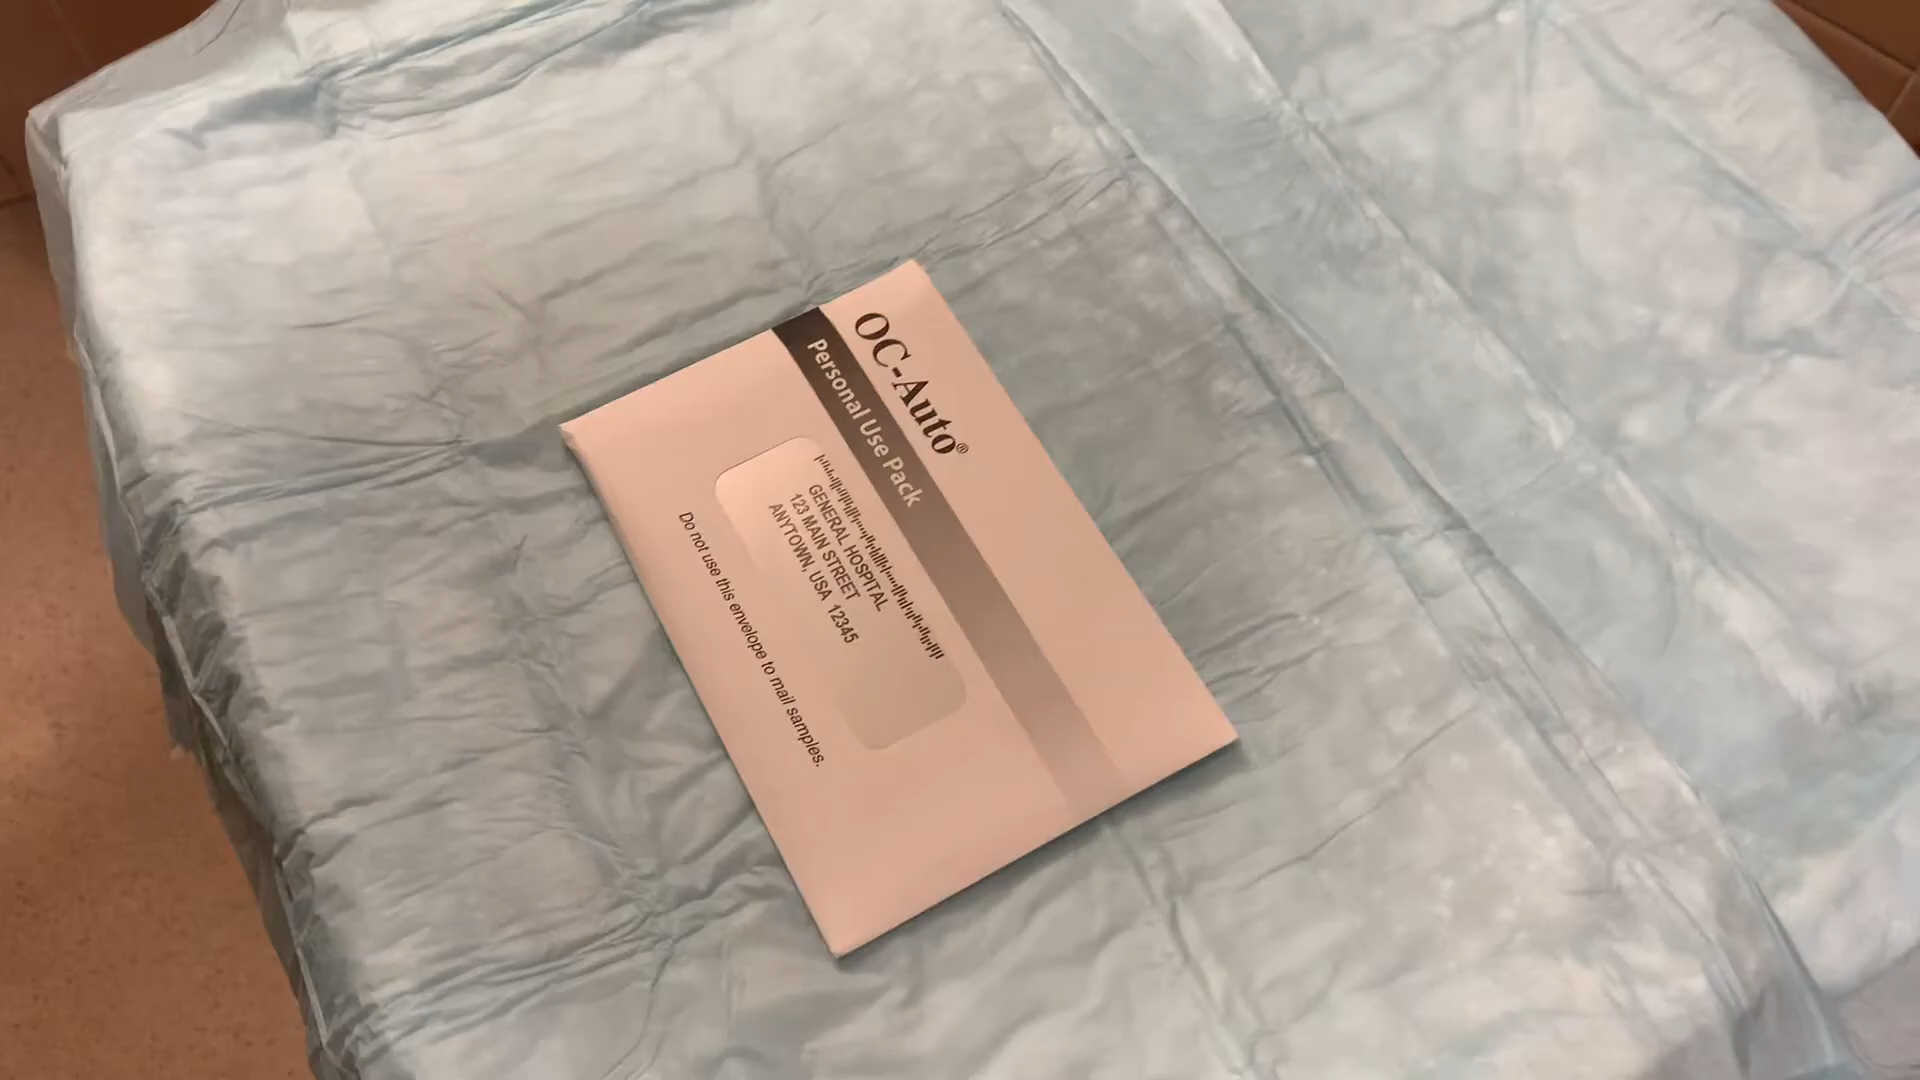 OC-Auto®
Personal Use Pack
GENERAL HOSPITAL
123 MAIN STREET
ANYTOWN, USA 12345
Do not use this envelope to mail samples.